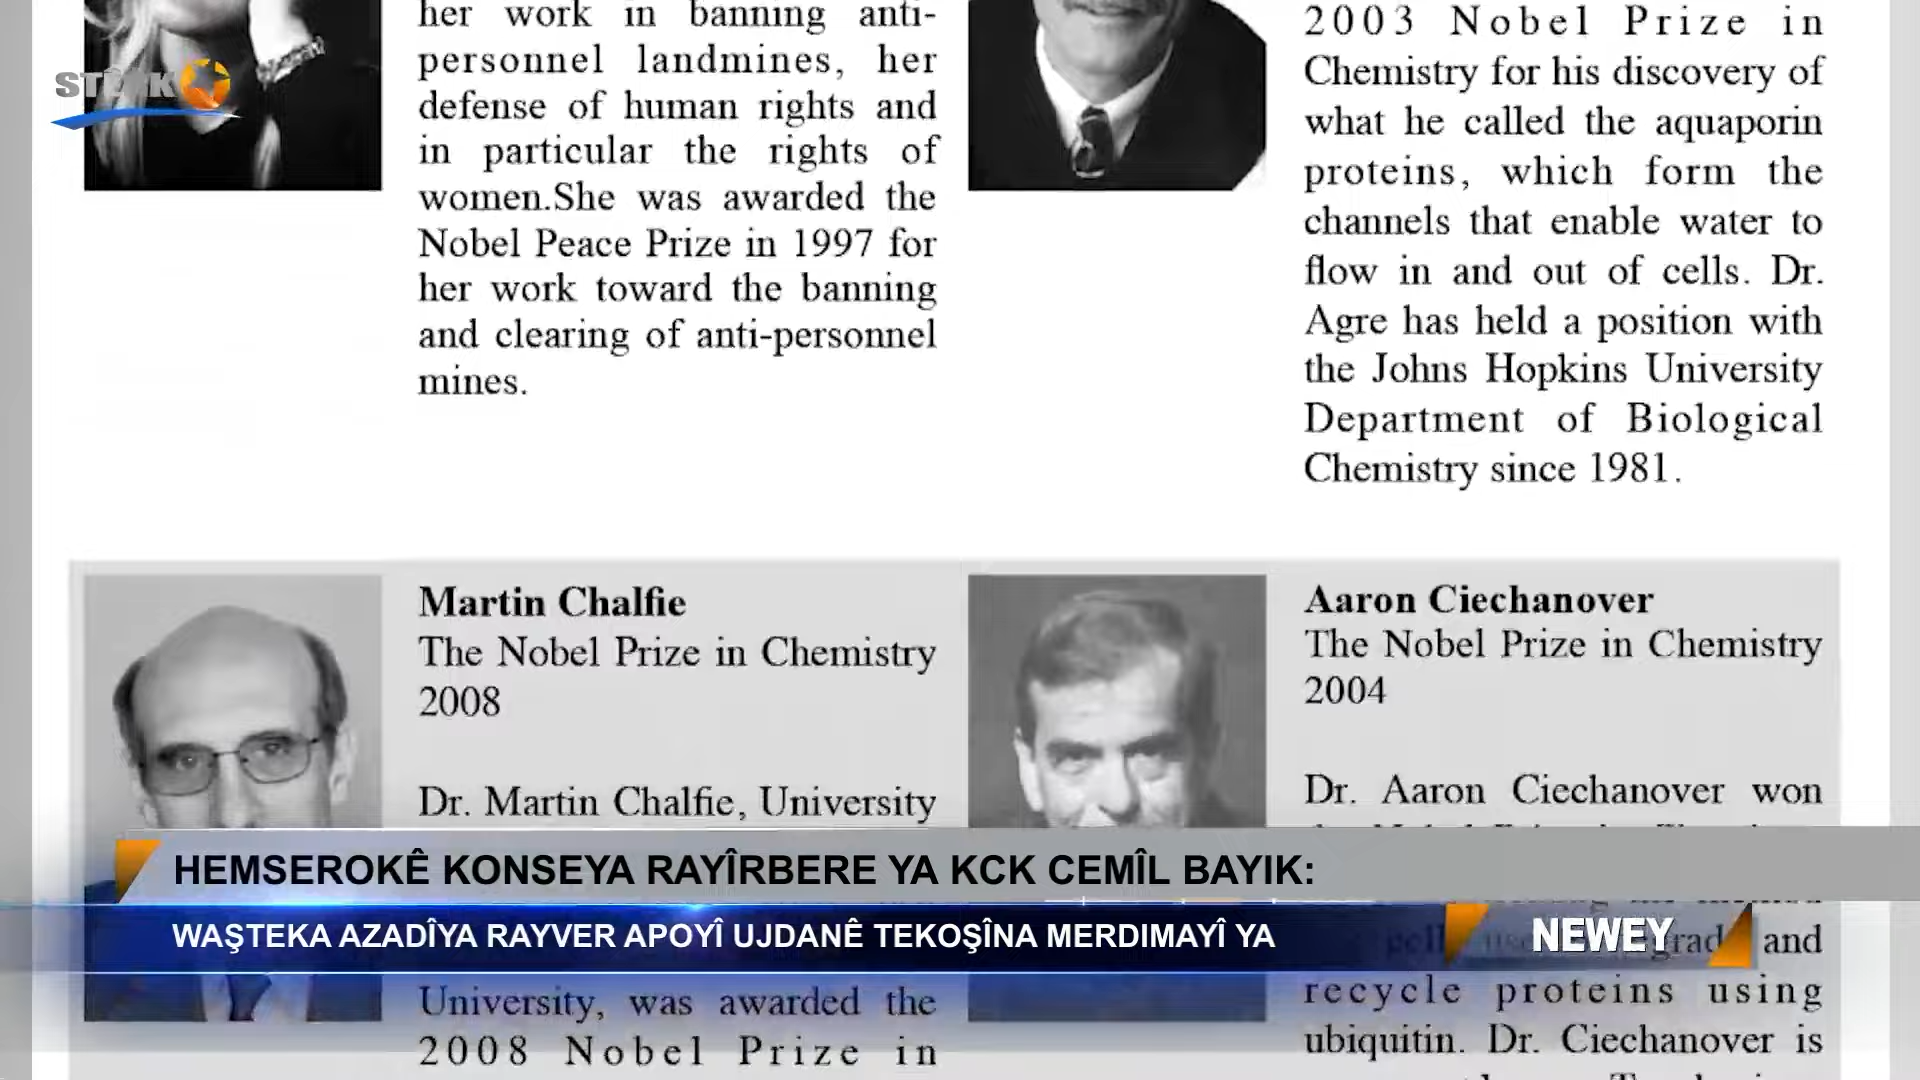 STÊRK
her work in banning anti-
personnel landmines, her
defense of human rights and
in particular the rights of
women.She was awarded the
Nobel Peace Prize in 1997 for
her work toward the banning
and clearing of anti-personnel
mines.
2003 Nobel Prize in
Chemistry for his discovery of
what he called the aquaporin
proteins, which form the
channels that enable water to
flow in and out of cells. Dr.
Agre has held a position with
the Johns Hopkins University
Department of Biological
Chemistry since 1981.
Martin Chalfie
The Nobel Prize in Chemistry
2008
Dr. Martin Chalfie, University
University, was awarded the
2008 Nobel Prize in
Aaron Ciechanover
The Nobel Prize in Chemistry
2004
Dr. Aaron Ciechanover won
and
recycle proteins using
ubiquitin. Dr. Ciechanover is
HEMSEROKÊ KONSEYA RAYÎRBERE YA KCK CEMÎL BAYIK:
WAŞTEKA AZADÎYA RAYVER APOYÎ UJDANÊ TEKOŞÎNA MERDIMAYÎ YA
NEWEY